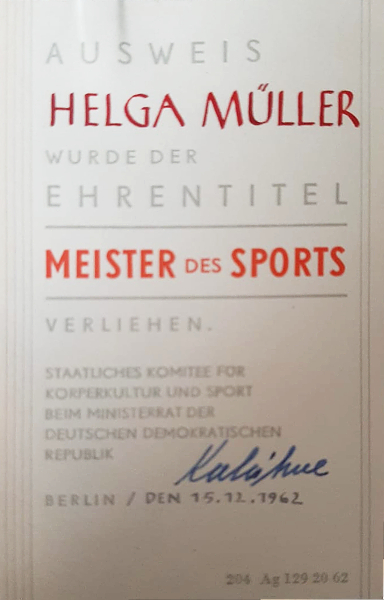 AUSWEIS
HELGA MÜLLER
WURDE DER
EHRENTITEL
MEISTER DES SPORTS
VERLIEHEN.
STAATLICHES KOMITEE FÜR
KÖRPERKULTUR UND SPORT
BEIM MINISTERRAT DER
DEUTSCHEN DEMOKRATISCHEN
REPUBLIK
BERLIN / DEN 15.12.1962
204 Ag 129 20 62